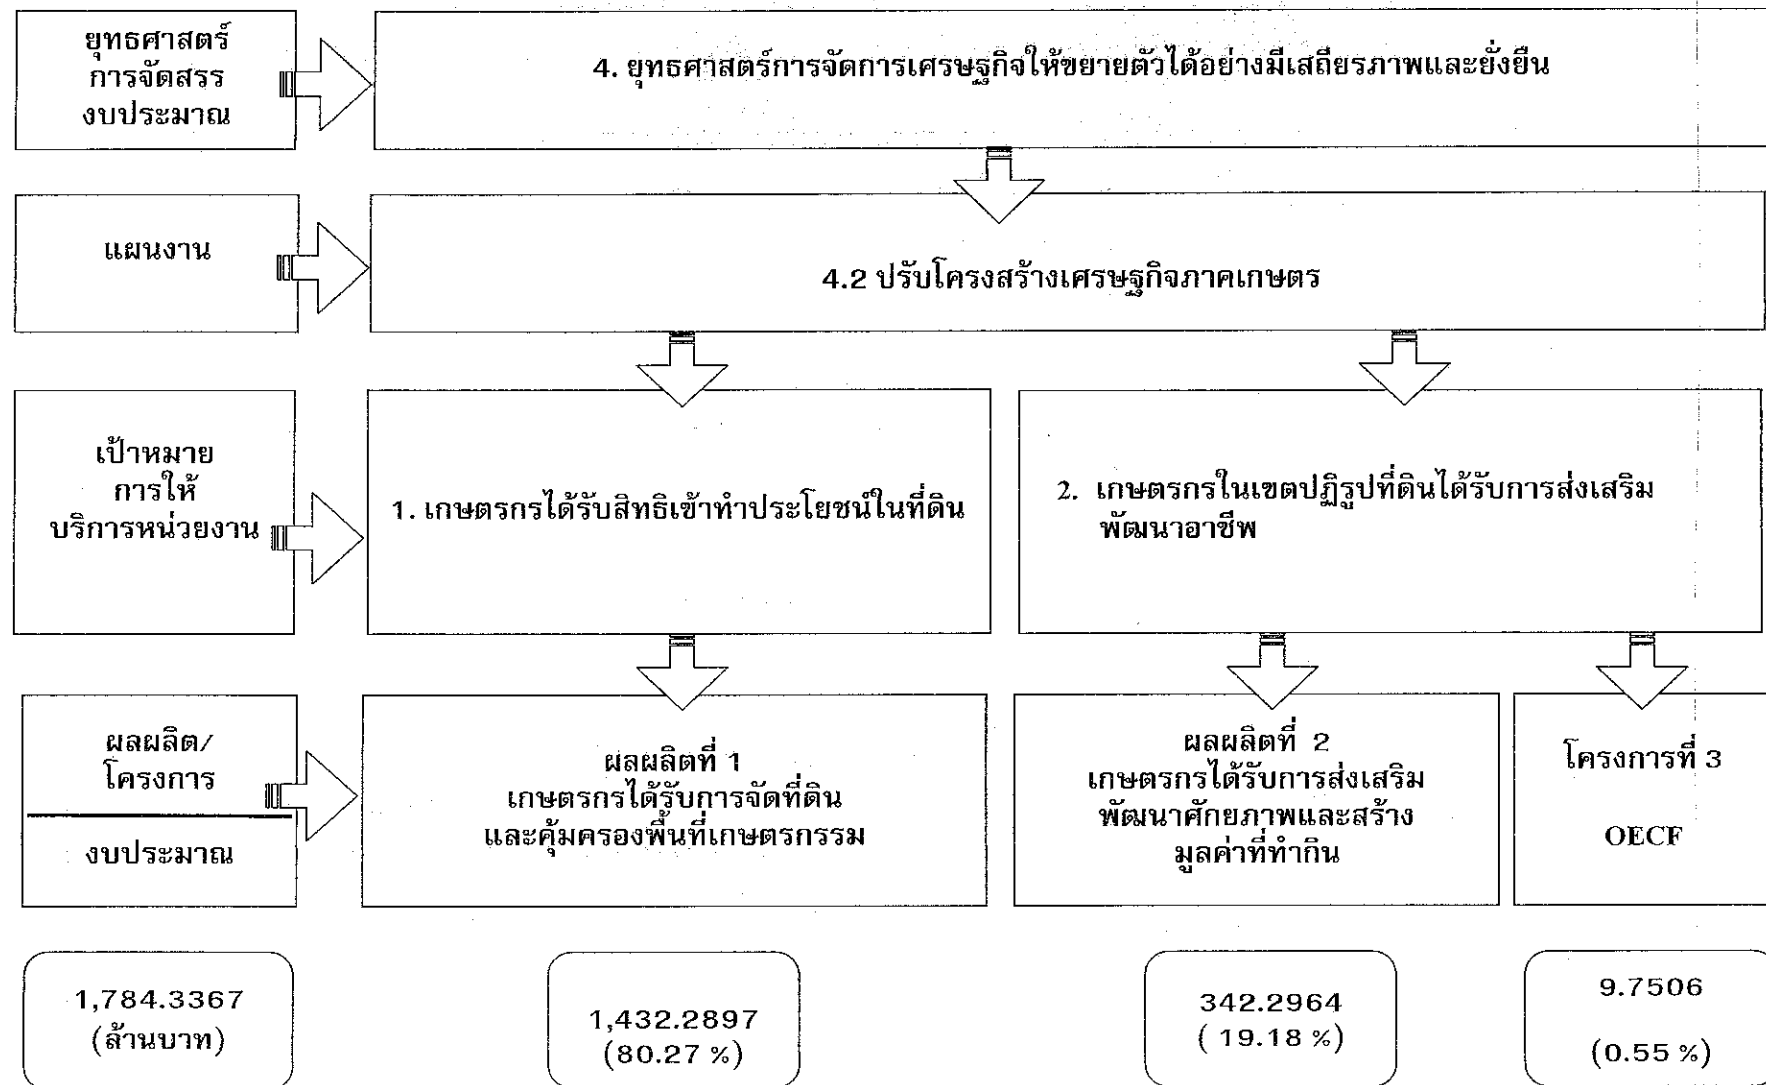 ยุทธศาสตร์
การจัดสรร
งบประมาณ
4. ยุทธศาสตร์การจัดการเศรษฐกิจให้ขยายตัวได้อย่างมีเสถียรภาพและยั่งยืน
แผนงาน
4.2 ปรับโครงสร้างเศรษฐกิจภาคเกษตร
เป้าหมาย
การให้
บริการหน่วยงาน
1. เกษตรกรได้รับสิทธิเข้าทำประโยชน์ในที่ดิน
2. เกษตรกรในเขตปฏิรูปที่ดินได้รับการส่งเสริม
พัฒนาอาชีพ
ผลผลิต/
โครงการ
งบประมาณ
ผลผลิตที่ 1
เกษตรกรได้รับการจัดที่ดิน
และคุ้มครองพื้นที่เกษตรกรรม
ผลผลิตที่ 2
เกษตรกรได้รับการส่งเสริม
พัฒนาศักยภาพและสร้าง
มูลค่าที่ทำกิน
โครงการที่ 3
OECF
1,784.3367
(ล้านบาท)
1,432.2897
(80.27 %)
342.2964
( 19.18 %)
9.7506
(0.55 %)